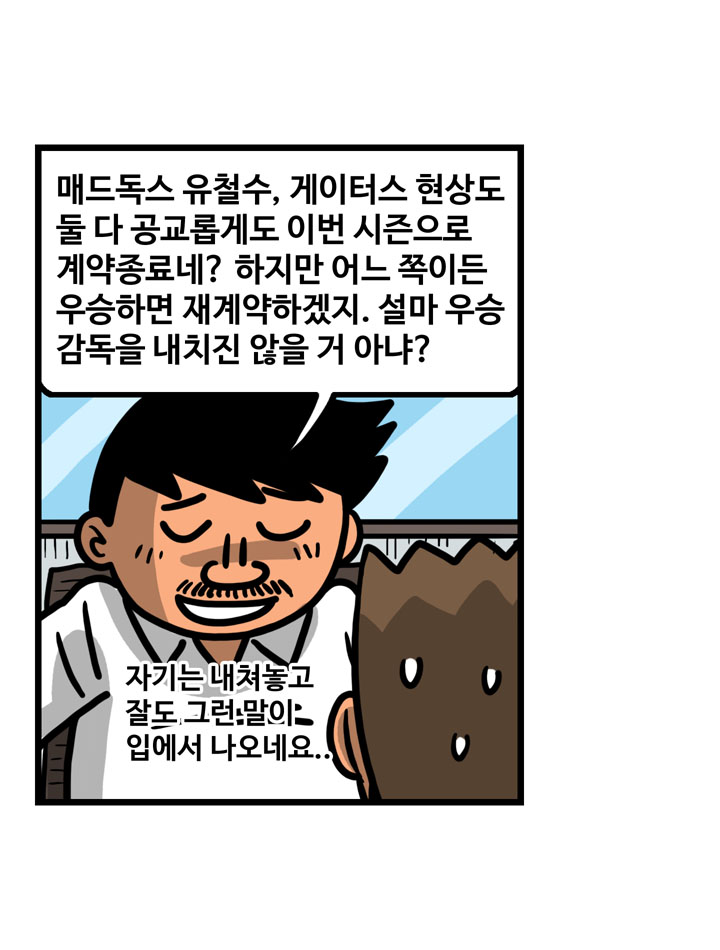 매드독스 유철수, 게이터스 현상도
둘 다 공교롭게도 이번 시즌으로
계약종료네? 하지만 어느 쪽이든
우승하면 재계약하겠지. 설마 우승
감독을 내치진 않을 거 아냐?
자기는 내쳐놓고
잘도 그런 말이
입에서 나오네요..